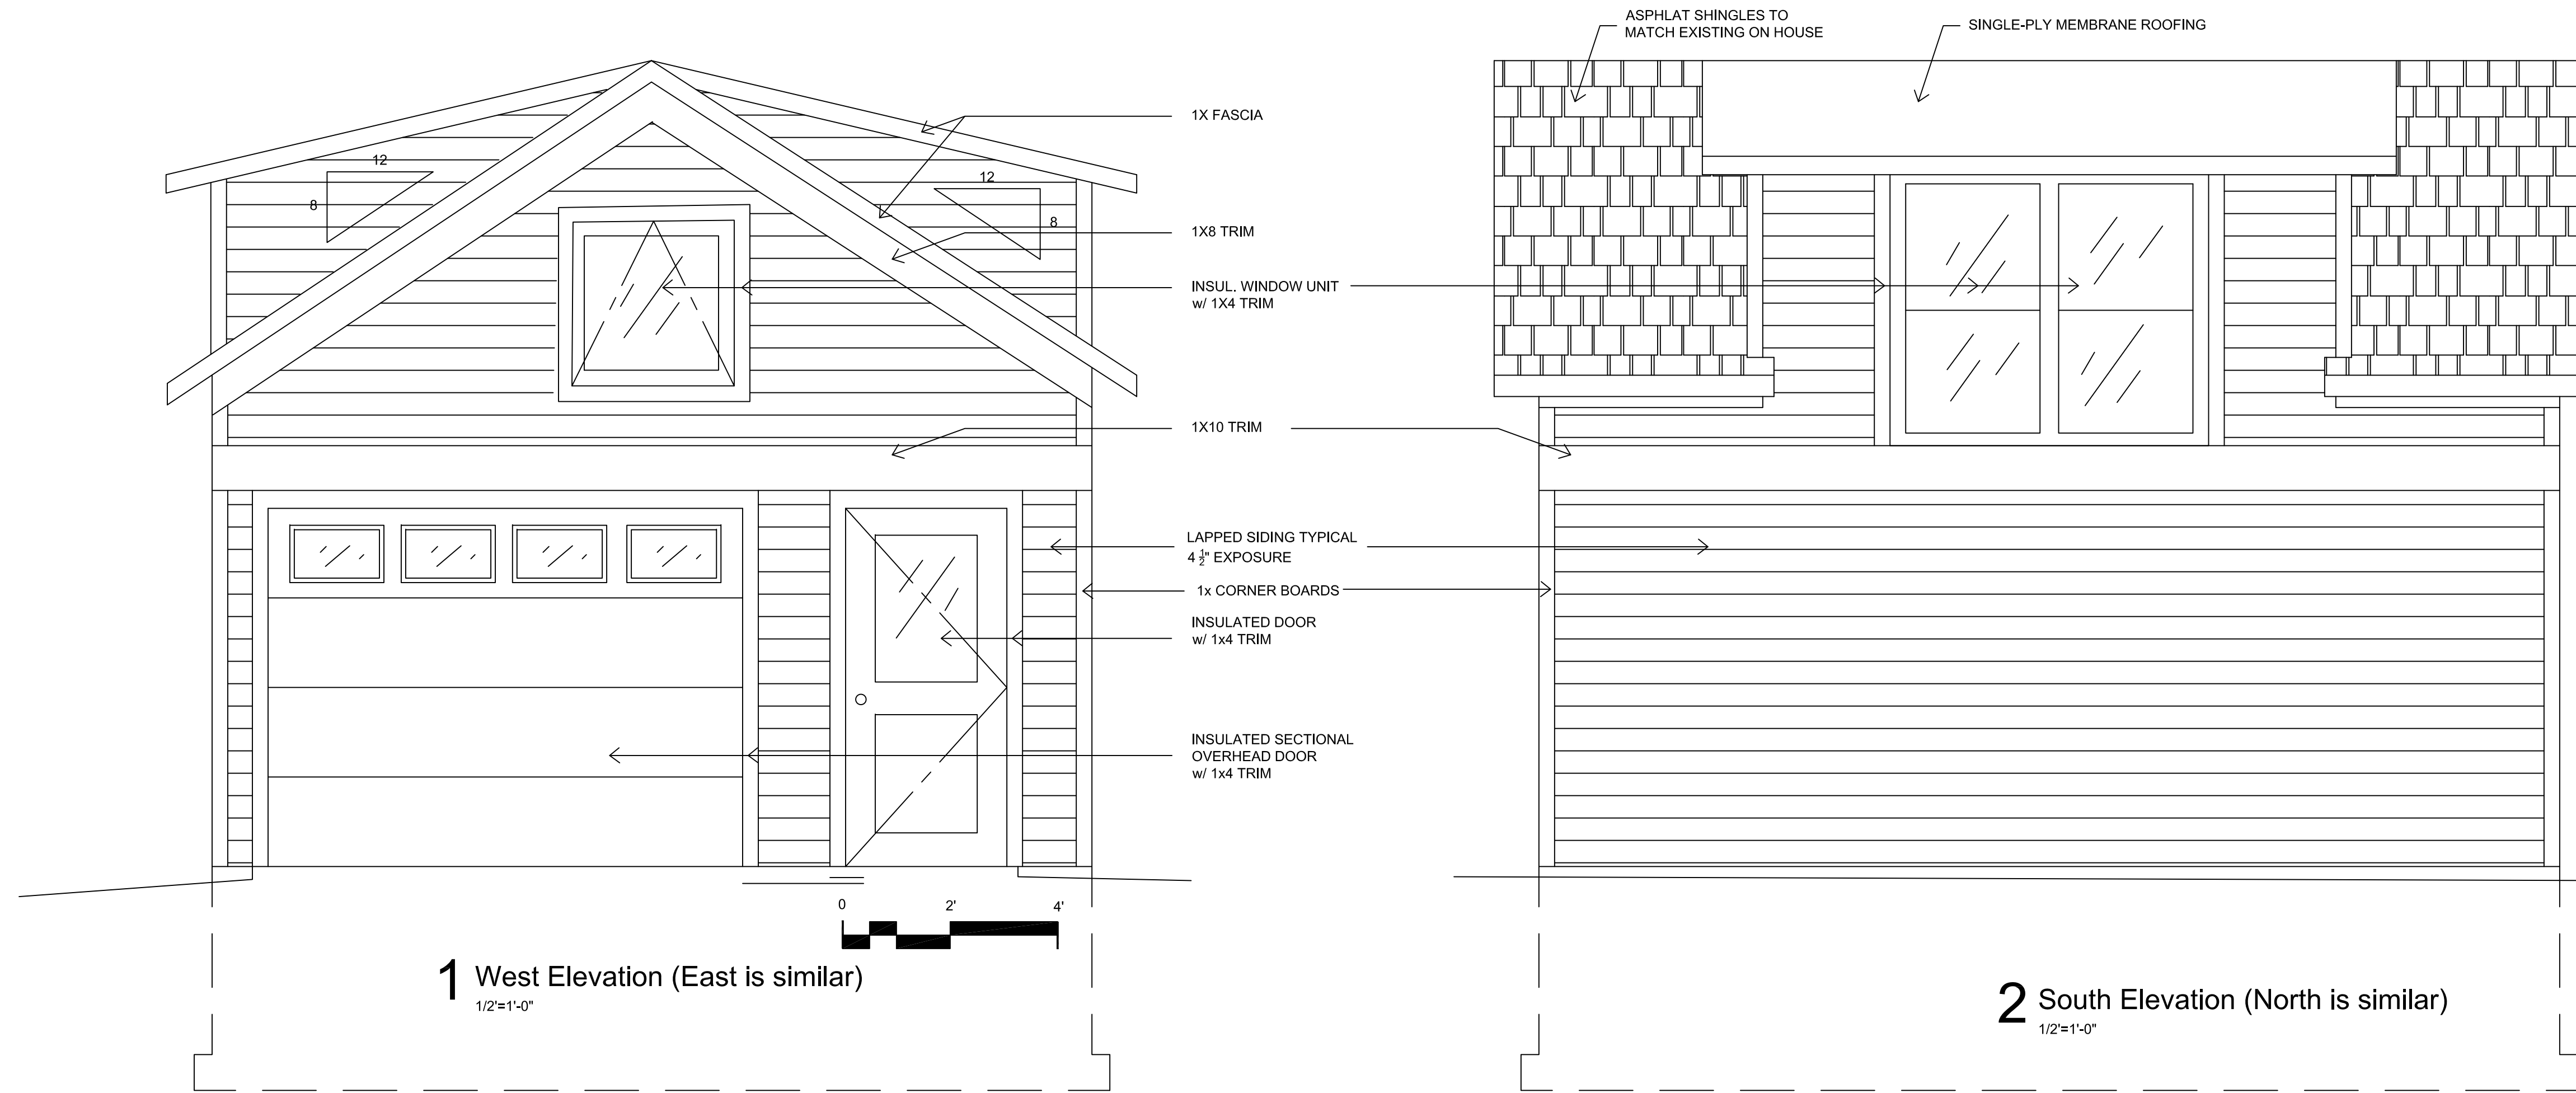 ASPHLAT SHINGLES TO
MATCH EXISTING ON HOUSE
SINGLE-PLY MEMBRANE ROOFING
1X FASCIA
12
8
12
8
1X8 TRIM
INSUL. WINDOW UNIT
w/ 1X4 TRIM
1X10 TRIM
LAPPED SIDING TYPICAL
4 1/2" EXPOSURE
1x CORNER BOARDS
INSULATED DOOR
w/ 1x4 TRIM
INSULATED SECTIONAL
OVERHEAD DOOR
w/ 1x4 TRIM
0 2' 4'
1 West Elevation (East is similar)
1/2'=1'-0"
2 South Elevation (North is similar)
1/2'=1'-0"